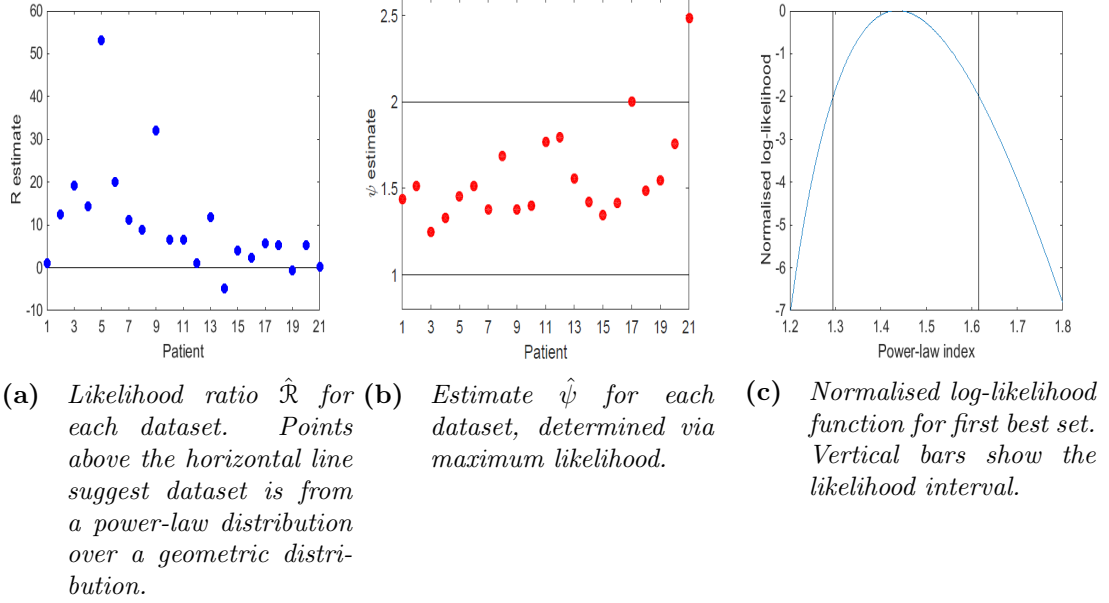 60
50
40
30
20
10
0
-10
R estimate
1 3 5 7 9 11 13 15 17 19 21
Patient
2.5
2
1.5
1
ψ estimate
1 3 5 7 9 11 13 15 17 19 21
Patient
0
-1
-2
-3
-4
-5
-6
-7
Normalised log-likelihood
1.2 1.3 1.4 1.5 1.6 1.7 1.8
Power-law index
(a) Likelihood ratio R̂ for
each dataset. Points
above the horizontal line
suggest dataset is from
a power-law distribution
over a geometric distri-
bution.
(b) Estimate ψ̂ for each
dataset, determined via
maximum likelihood.
(c) Normalised log-likelihood
function for first best set.
Vertical bars show the
likelihood interval.